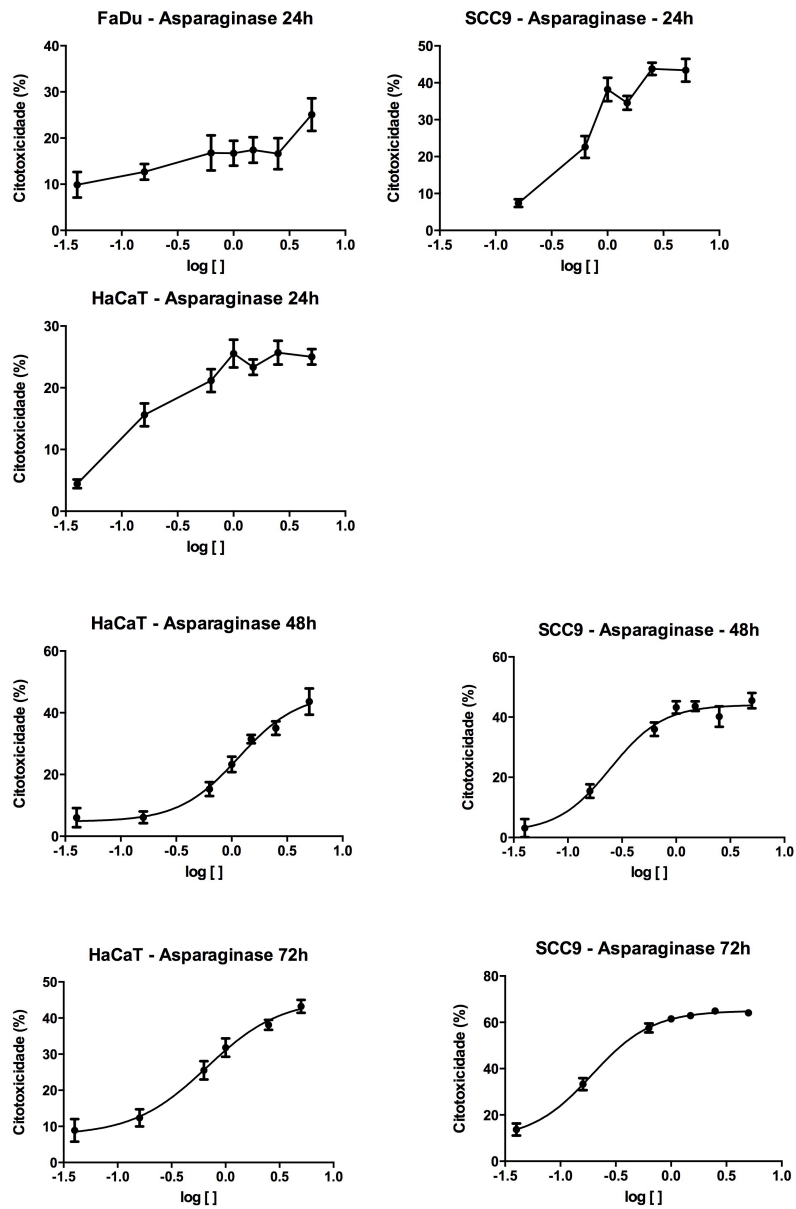 FaDu - Asparaginase 24h
Citotoxicidade (%)
40
30
20
10
0
-1.5 -1.0 -0.5 0.0 0.5 1.0
log [ ]
SCC9 - Asparaginase - 24h
Citotoxicidade (%)
50
40
30
20
10
0
-1.5 -1.0 -0.5 0.0 0.5 1.0
log [ ]
HaCaT - Asparaginase 24h
Citotoxicidade (%)
30
20
10
0
-1.5 -1.0 -0.5 0.0 0.5 1.0
log [ ]
HaCaT - Asparaginase 48h
Citotoxicidade (%)
60
40
20
0
-1.5 -1.0 -0.5 0.0 0.5 1.0
log [ ]
SCC9 - Asparaginase - 48h
Citotoxicidade (%)
60
40
20
0
-1.5 -1.0 -0.5 0.0 0.5 1.0
log [ ]
HaCaT - Asparaginase 72h
Citotoxicidade (%)
50
40
30
20
10
0
-1.5 -1.0 -0.5 0.0 0.5 1.0
log [ ]
SCC9 - Asparaginase 72h
Citotoxicidade (%)
80
60
40
20
0
-1.5 -1.0 -0.5 0.0 0.5 1.0
log [ ]